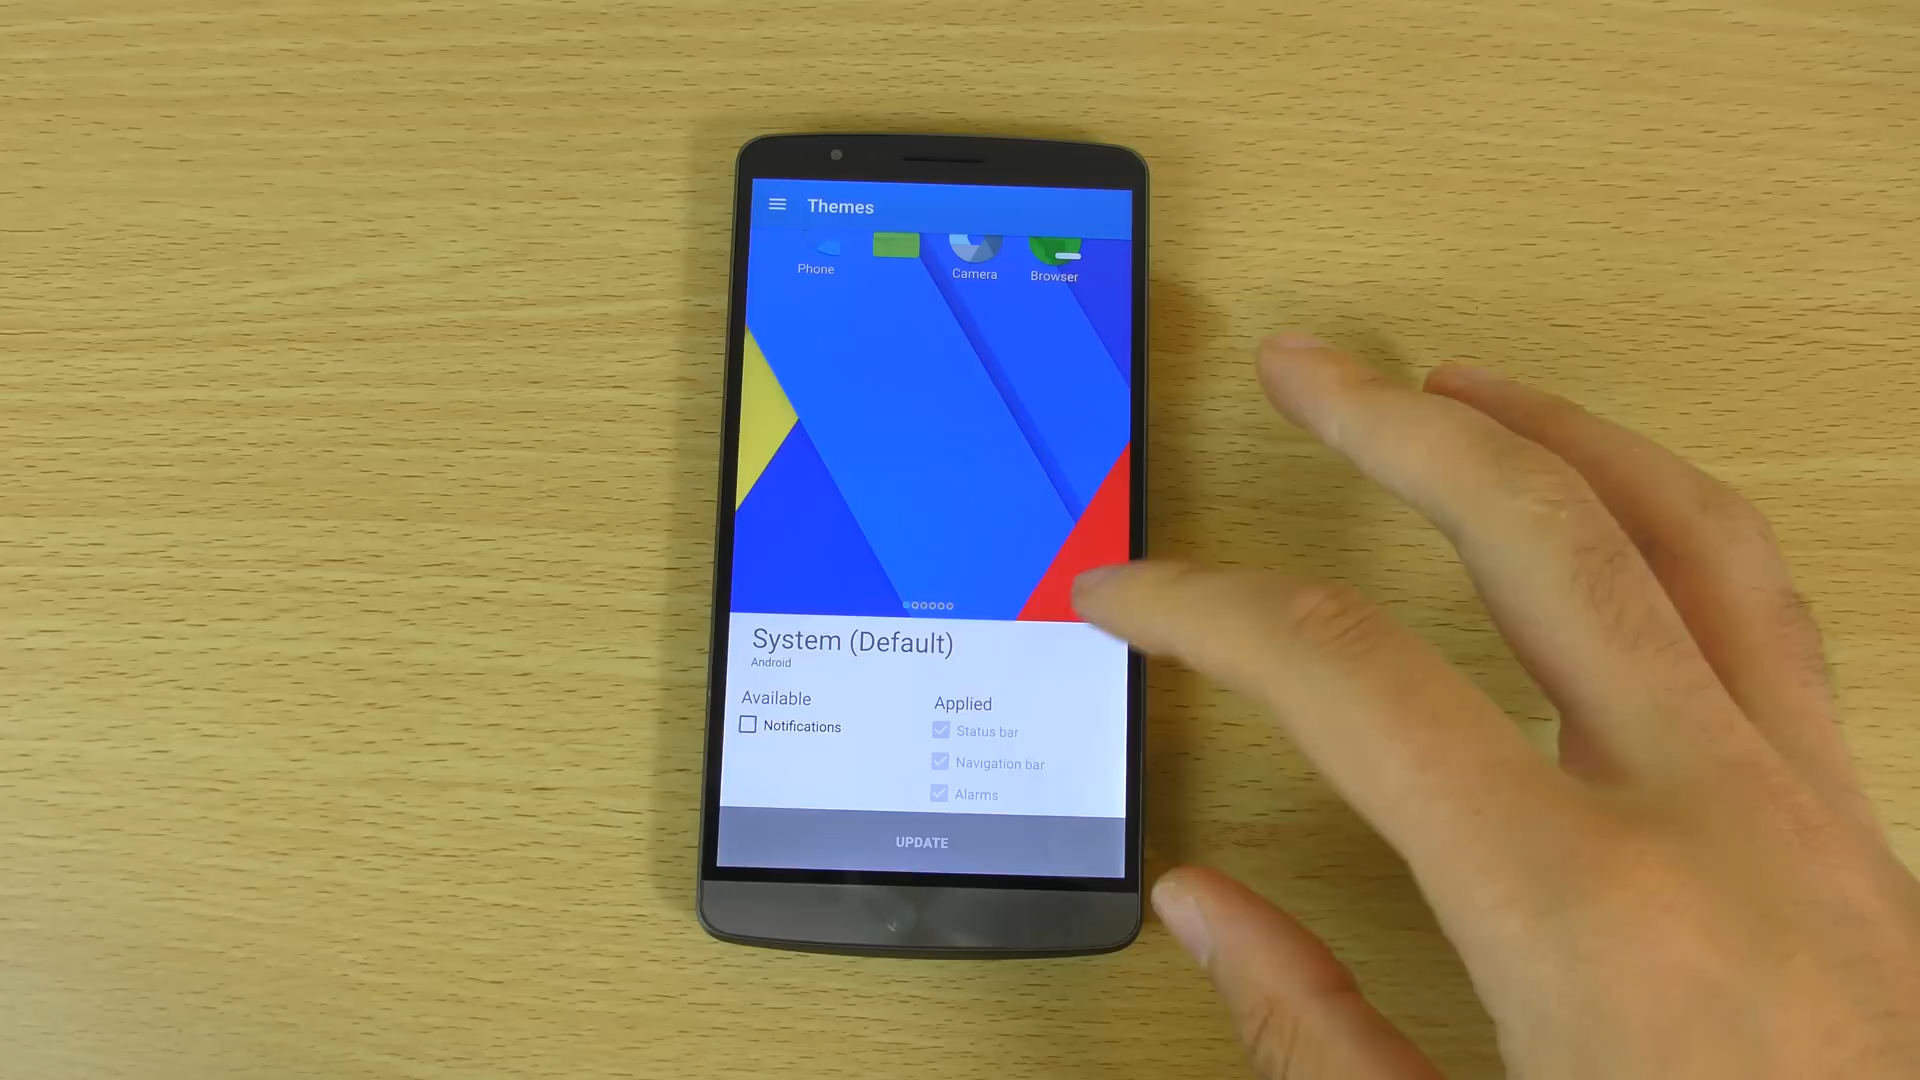 Themes
Phone
Camera
Browser
System (Default)
Android
Available
Notifications
Applied
Status bar
Navigation bar
Alarms
UPDATE